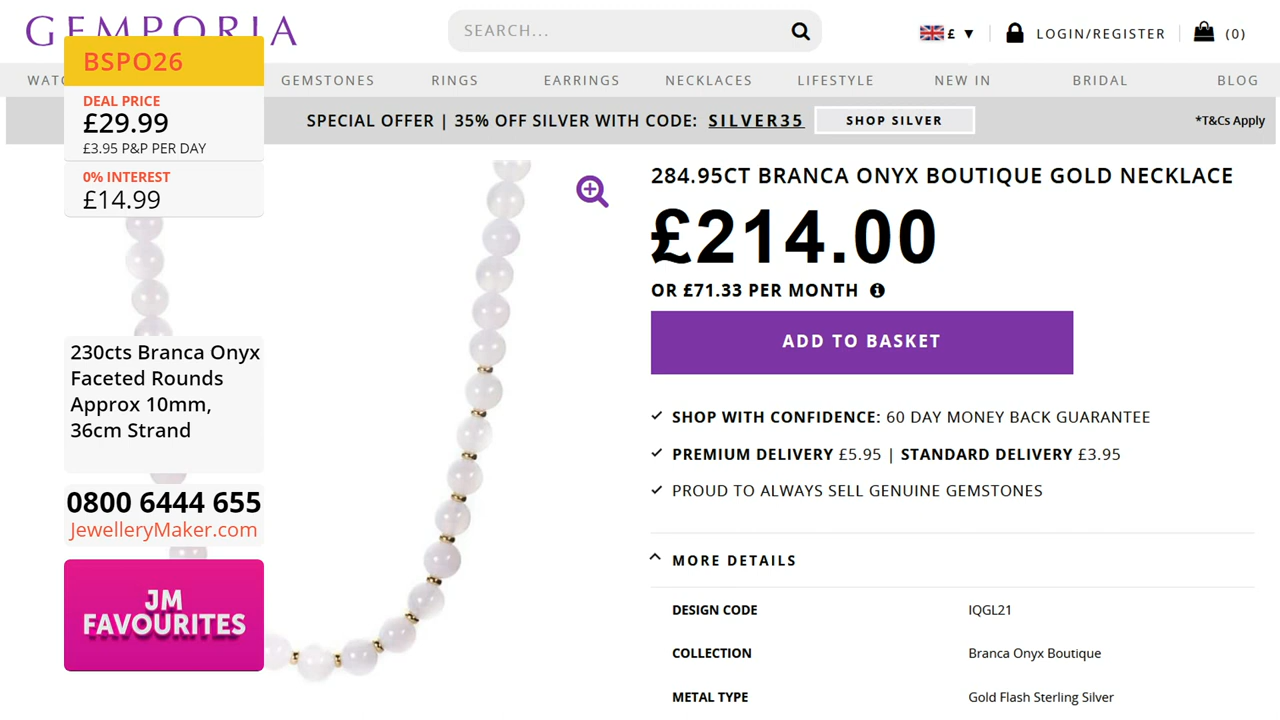 GEMPORIA
SEARCH...
£ ▼
LOGIN/REGISTER
(0)
GEMSTONES
RINGS
EARRINGS
NECKLACES
LIFESTYLE
NEW IN
BRIDAL
BLOG
SPECIAL OFFER | 35% OFF SILVER WITH CODE: SILVER35
SHOP SILVER
*T&Cs Apply
BSPO26
DEAL PRICE
£29.99
£3.95 P&P PER DAY
0% INTEREST
£14.99
230cts Branca Onyx
Faceted Rounds
Approx 10mm,
36cm Strand
0800 6444 655
JewelleryMaker.com
JM
FAVOURITES
284.95CT BRANCA ONYX BOUTIQUE GOLD NECKLACE
£214.00
OR £71.33 PER MONTH
ADD TO BASKET
SHOP WITH CONFIDENCE: 60 DAY MONEY BACK GUARANTEE
PREMIUM DELIVERY £5.95 | STANDARD DELIVERY £3.95
PROUD TO ALWAYS SELL GENUINE GEMSTONES
MORE DETAILS
DESIGN CODE IQGL21
COLLECTION Branca Onyx Boutique
METAL TYPE Gold Flash Sterling Silver